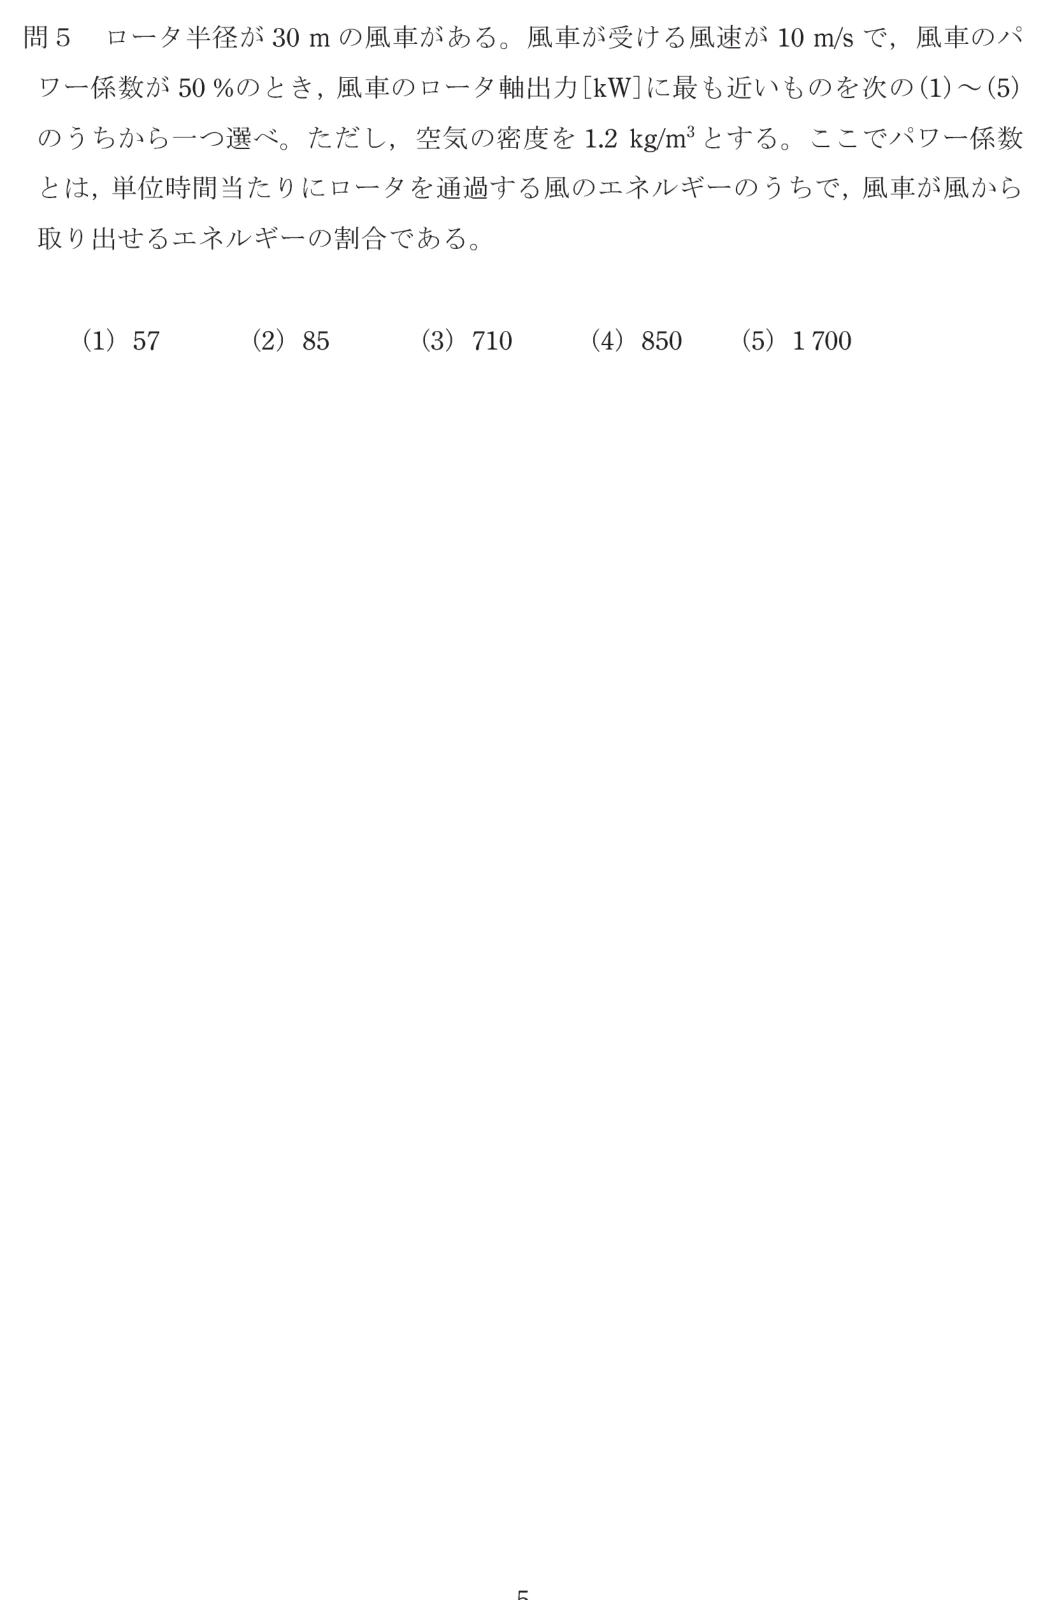 問５　ロータ半径が 30 m の風車がある。風車が受ける風速が 10 m/s で，風車のパ
ワー係数が 50 %のとき，風車のロータ軸出力[kW]に最も近いものを次の(1)～(5)
のうちから一つ選べ。ただし，空気の密度を 1.2 kg/m³ とする。ここでパワー係数
とは，単位時間当たりにロータを通過する風のエネルギーのうちで，風車が風から
取り出せるエネルギーの割合である。
(1) 57　(2) 85　(3) 710　(4) 850　(5) 1 700
5